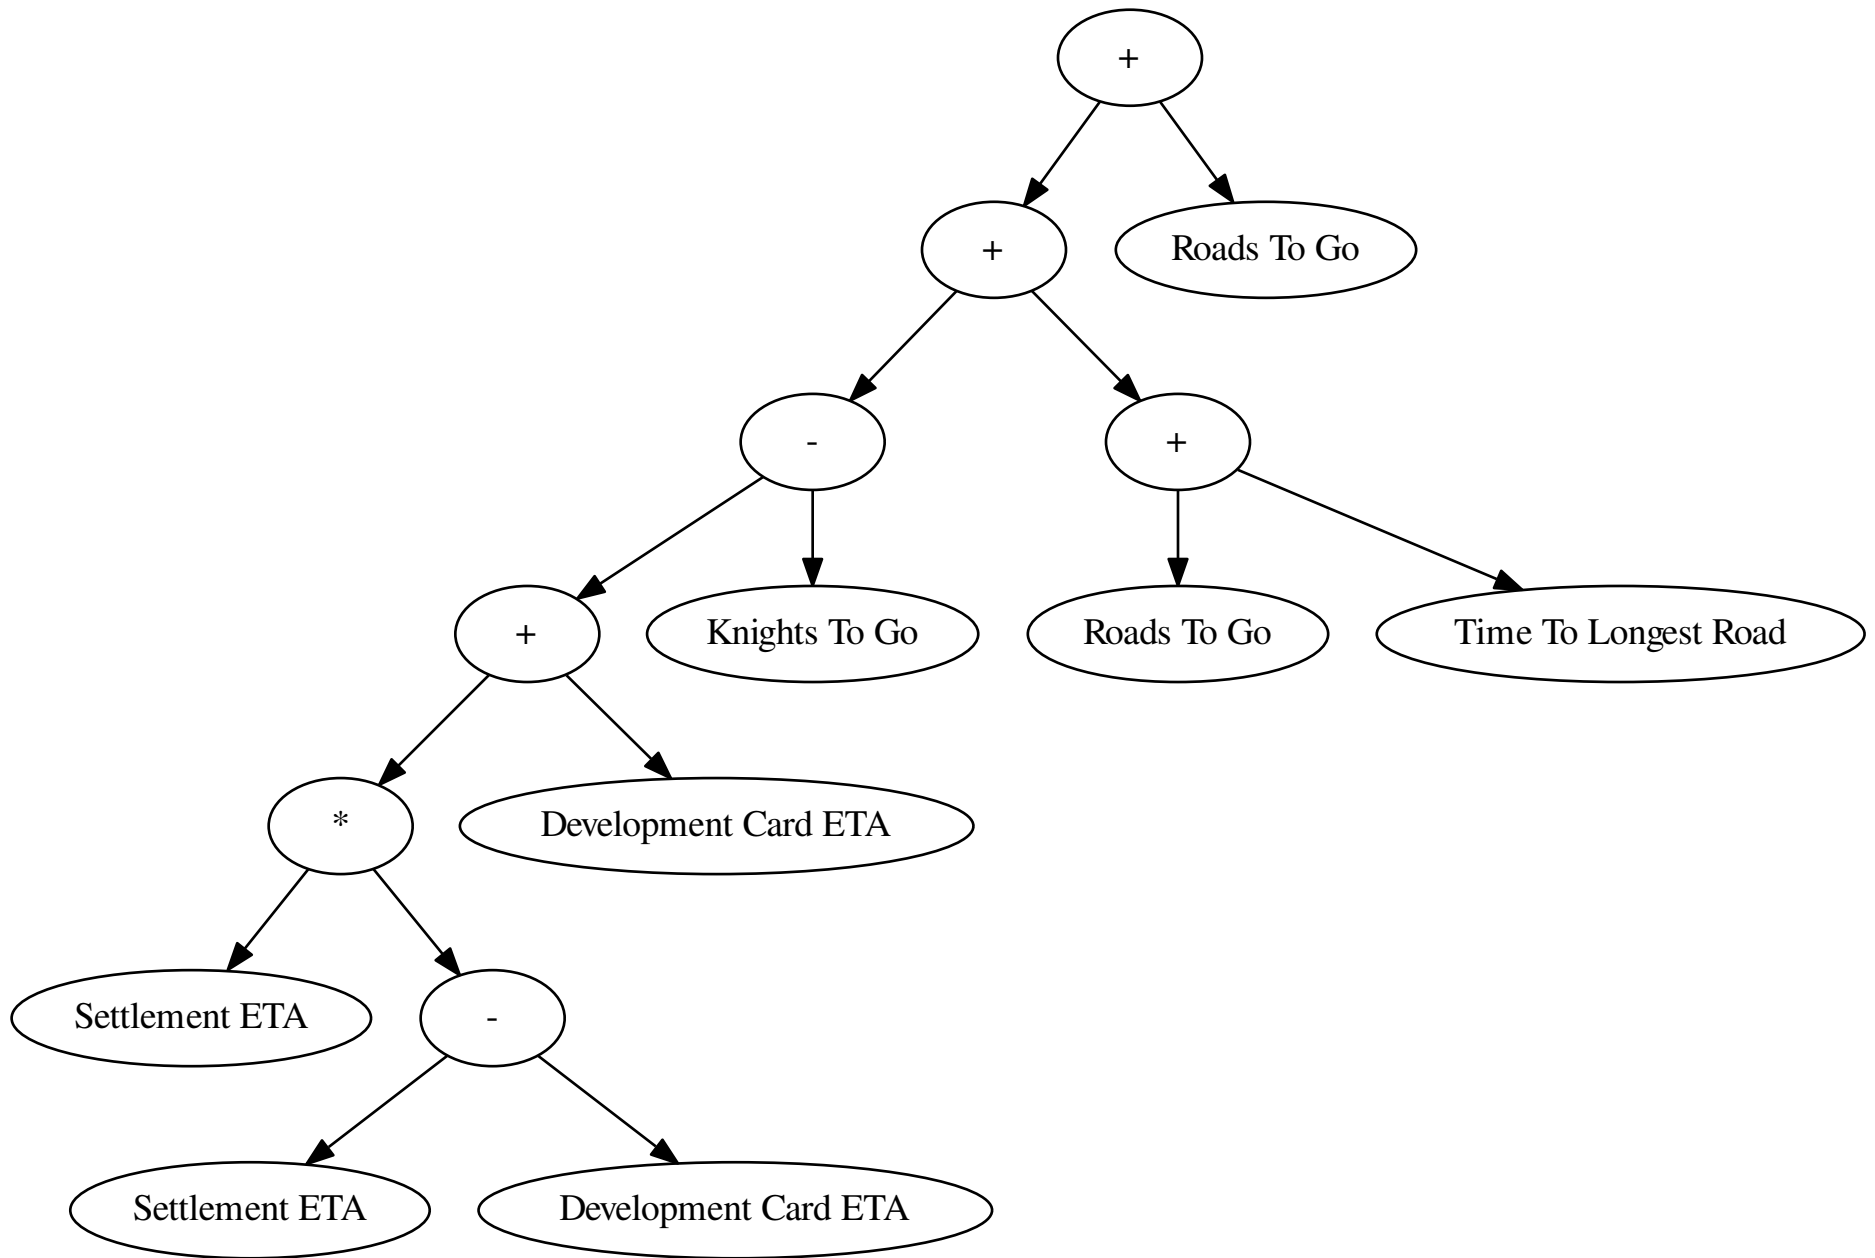 +
+
Roads To Go
-
+
+
Knights To Go
Roads To Go
Time To Longest Road
*
Development Card ETA
Settlement ETA
-
Settlement ETA
Development Card ETA